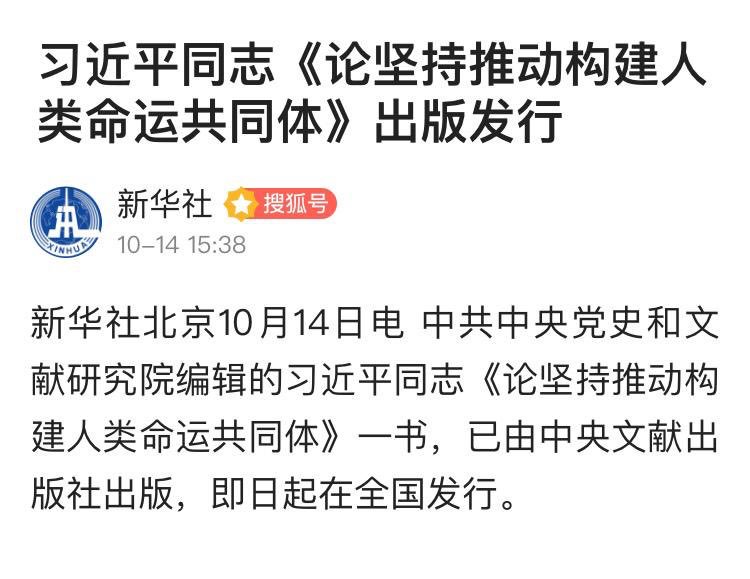 习近平同志《论坚持推动构建人
类命运共同体》出版发行
XINHUA
新华社 搜狐号
10-14 15:38
新华社北京10月14日电 中共中央党史和文
献研究院编辑的习近平同志《论坚持推动构
建人类命运共同体》一书，已由中央文献出
版社出版，即日起在全国发行。